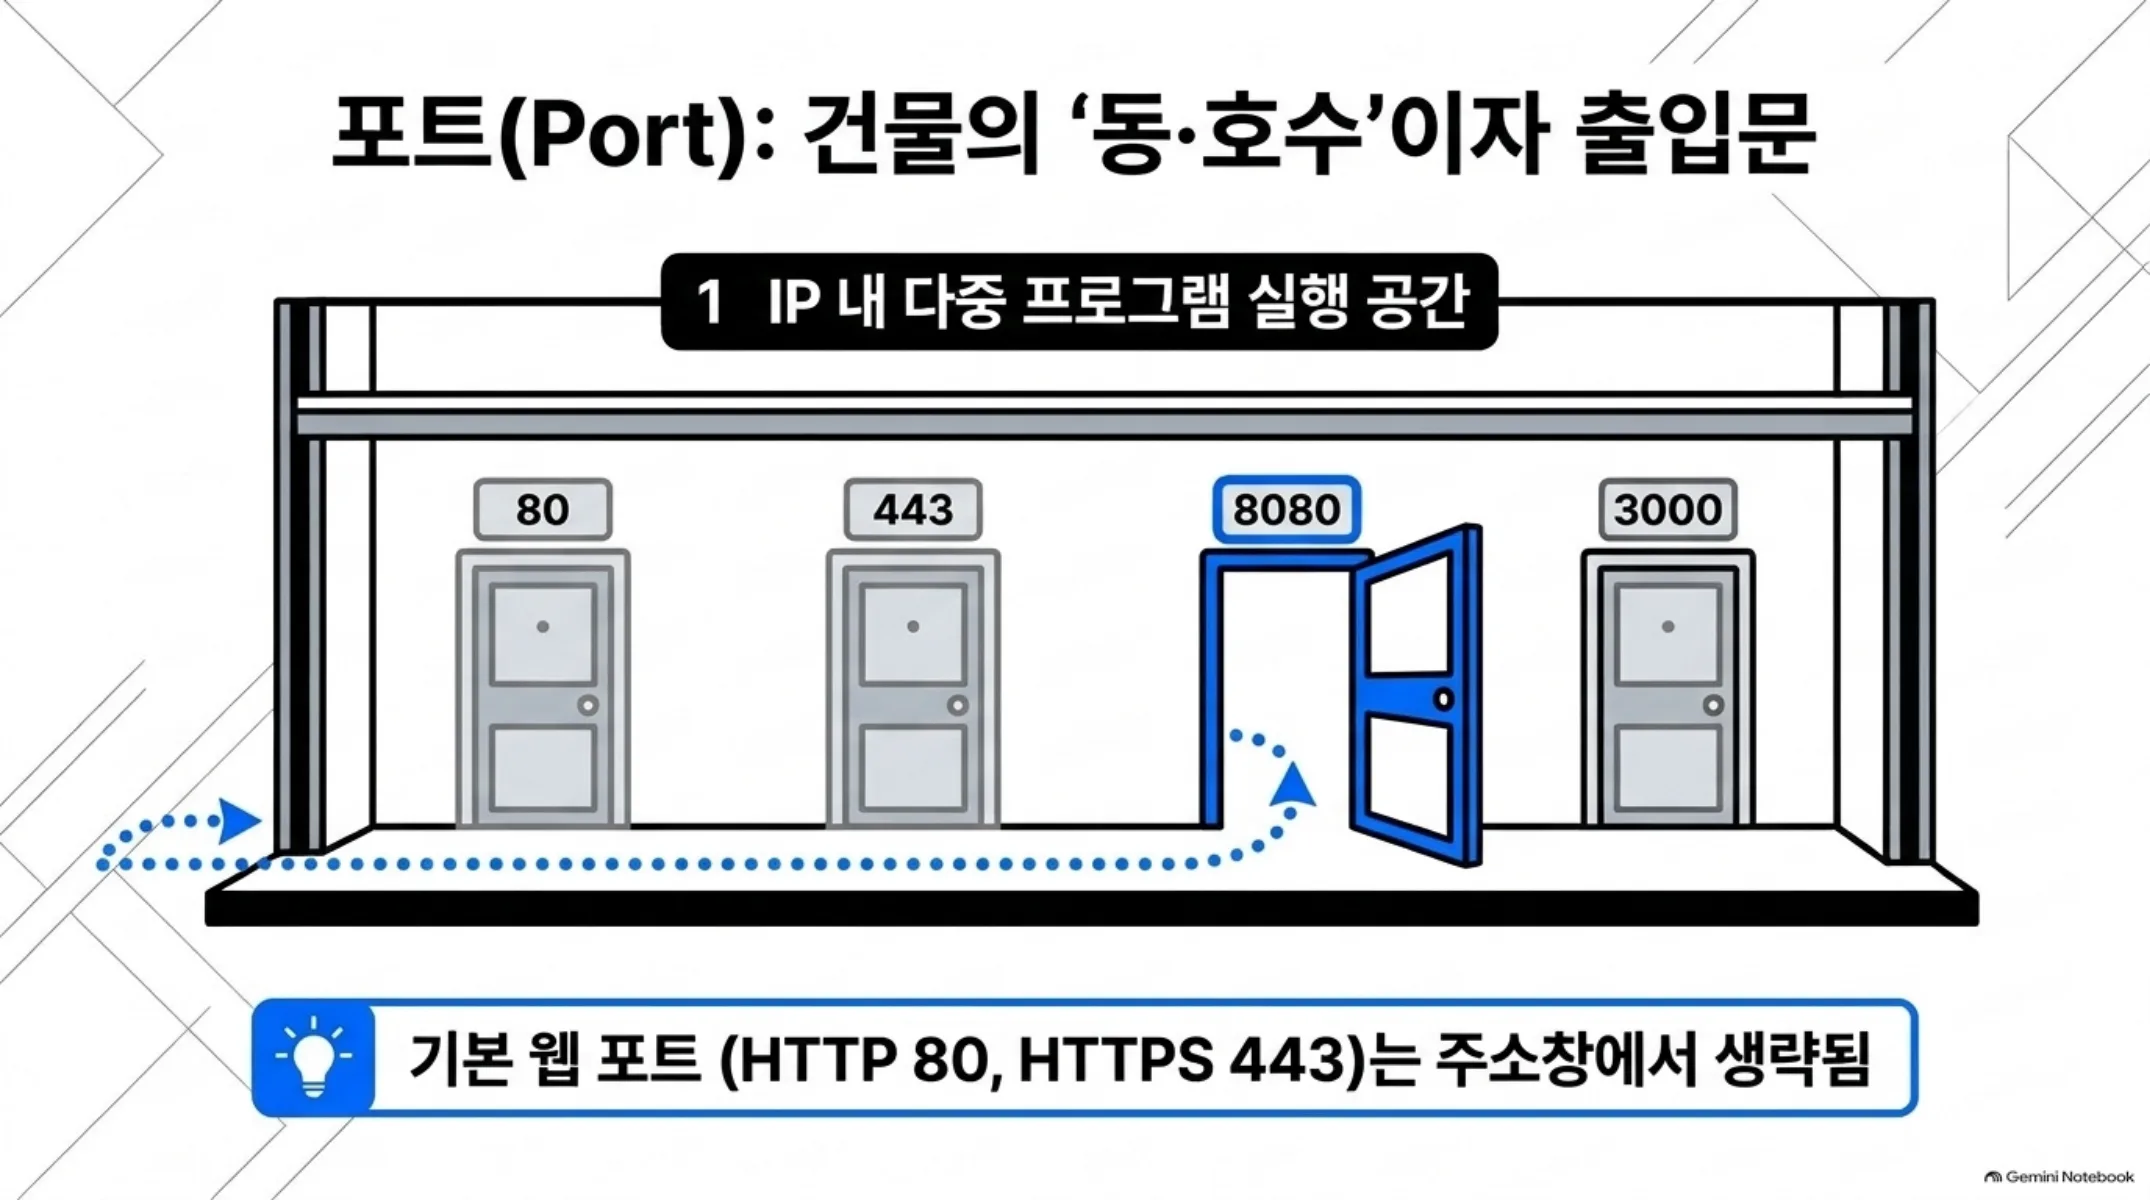 포트(Port): 건물의 ‘동·호수’이자 출입문
1 IP 내 다중 프로그램 실행 공간
80 443 8080 3000
기본 웹 포트 (HTTP 80, HTTPS 443)는 주소창에서 생략됨
Gemini Notebook